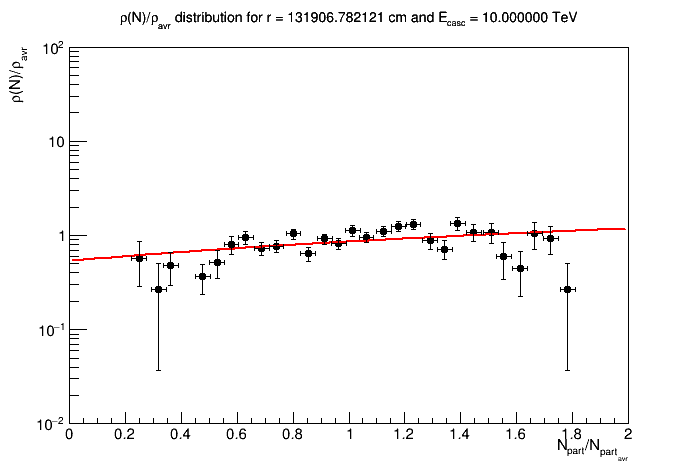 ρ(N)/ρavr distribution for r = 131906.782121 cm and Ecasc = 10.000000 TeV
ρ(N)/ρavr
10²
10
1
10⁻¹
10⁻²
0 0.2 0.4 0.6 0.8 1 1.2 1.4 1.6 1.8 2
Npart/Npartavr